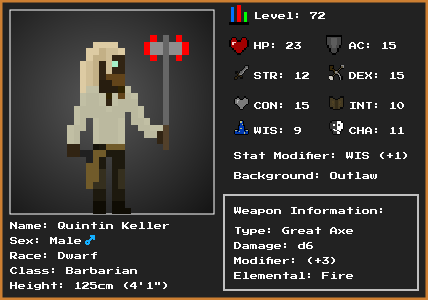 Level: 72
HP: 23 AC: 15
STR: 12 DEX: 15
CON: 15 INT: 10
WIS: 9 CHA: 11
Stat Modifier: WIS (+1)
Background: Outlaw
Name: Quintin Keller
Sex: Male
Race: Dwarf
Class: Barbarian
Height: 125cm (4'1")
Weapon Information:
Type: Great Axe
Damage: d6
Modifier: (+3)
Elemental: Fire